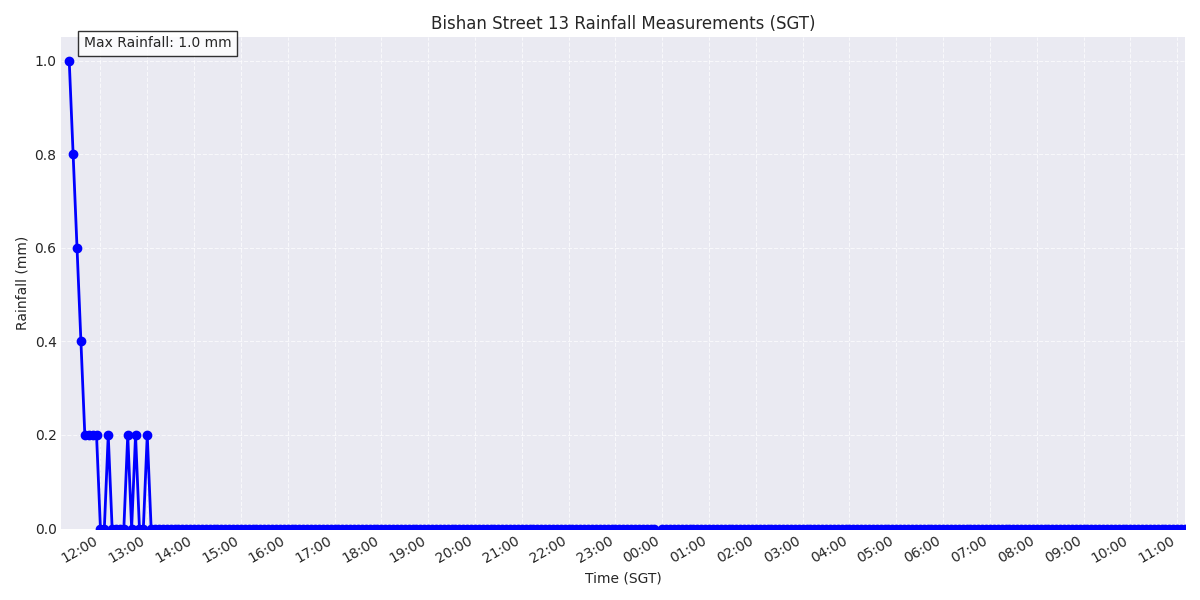 Bishan Street 13 Rainfall Measurements (SGT)
Max Rainfall: 1.0 mm
1.0
0.8
0.6
0.4
0.2
0.0
Rainfall (mm)
12:00 13:00 14:00 15:00 16:00 17:00 18:00 19:00 20:00 21:00 22:00 23:00 00:00 01:00 02:00 03:00 04:00 05:00 06:00 07:00 08:00 09:00 10:00 11:00
Time (SGT)